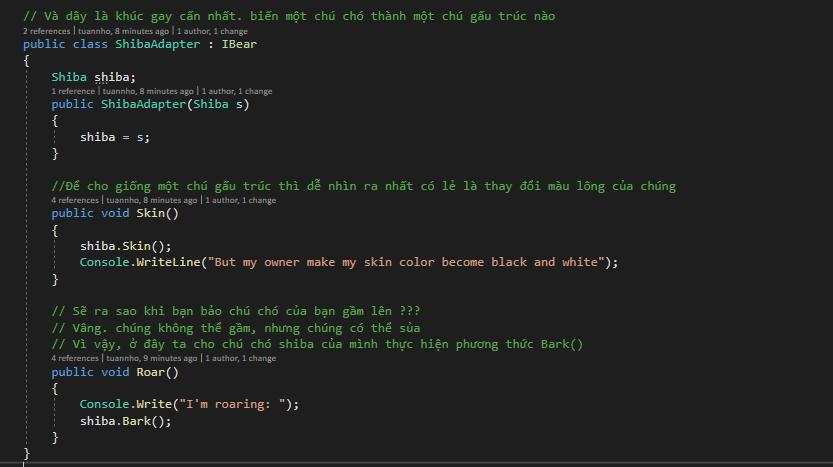 // Và dây là khúc gay cấn nhất. biến một chú chó thành một chú gấu trúc nào
2 references | tuannho, 8 minutes ago | 1 author, 1 change
public class ShibaAdapter : IBear
{
Shiba shiba;
1 reference | tuannho, 8 minutes ago | 1 author, 1 change
public ShibaAdapter(Shiba s)
{
shiba = s;
}
//Để cho giống một chú gấu trúc thì dễ nhìn ra nhất có lẻ là thay đổi màu lông của chúng
4 references | tuannho, 8 minutes ago | 1 author, 1 change
public void Skin()
{
shiba.Skin();
Console.WriteLine("But my owner make my skin color become black and white");
}
// Sẽ ra sao khi bạn bảo chú chó của bạn gầm lên ???
// Vâng. chúng không thể gầm, nhưng chúng có thể sủa
// Vì vậy, ở đây ta cho chú chó shiba của mình thực hiện phương thức Bark()
4 references | tuannho, 9 minutes ago | 1 author, 1 change
public void Roar()
{
Console.Write("I'm roaring: ");
shiba.Bark();
}
}